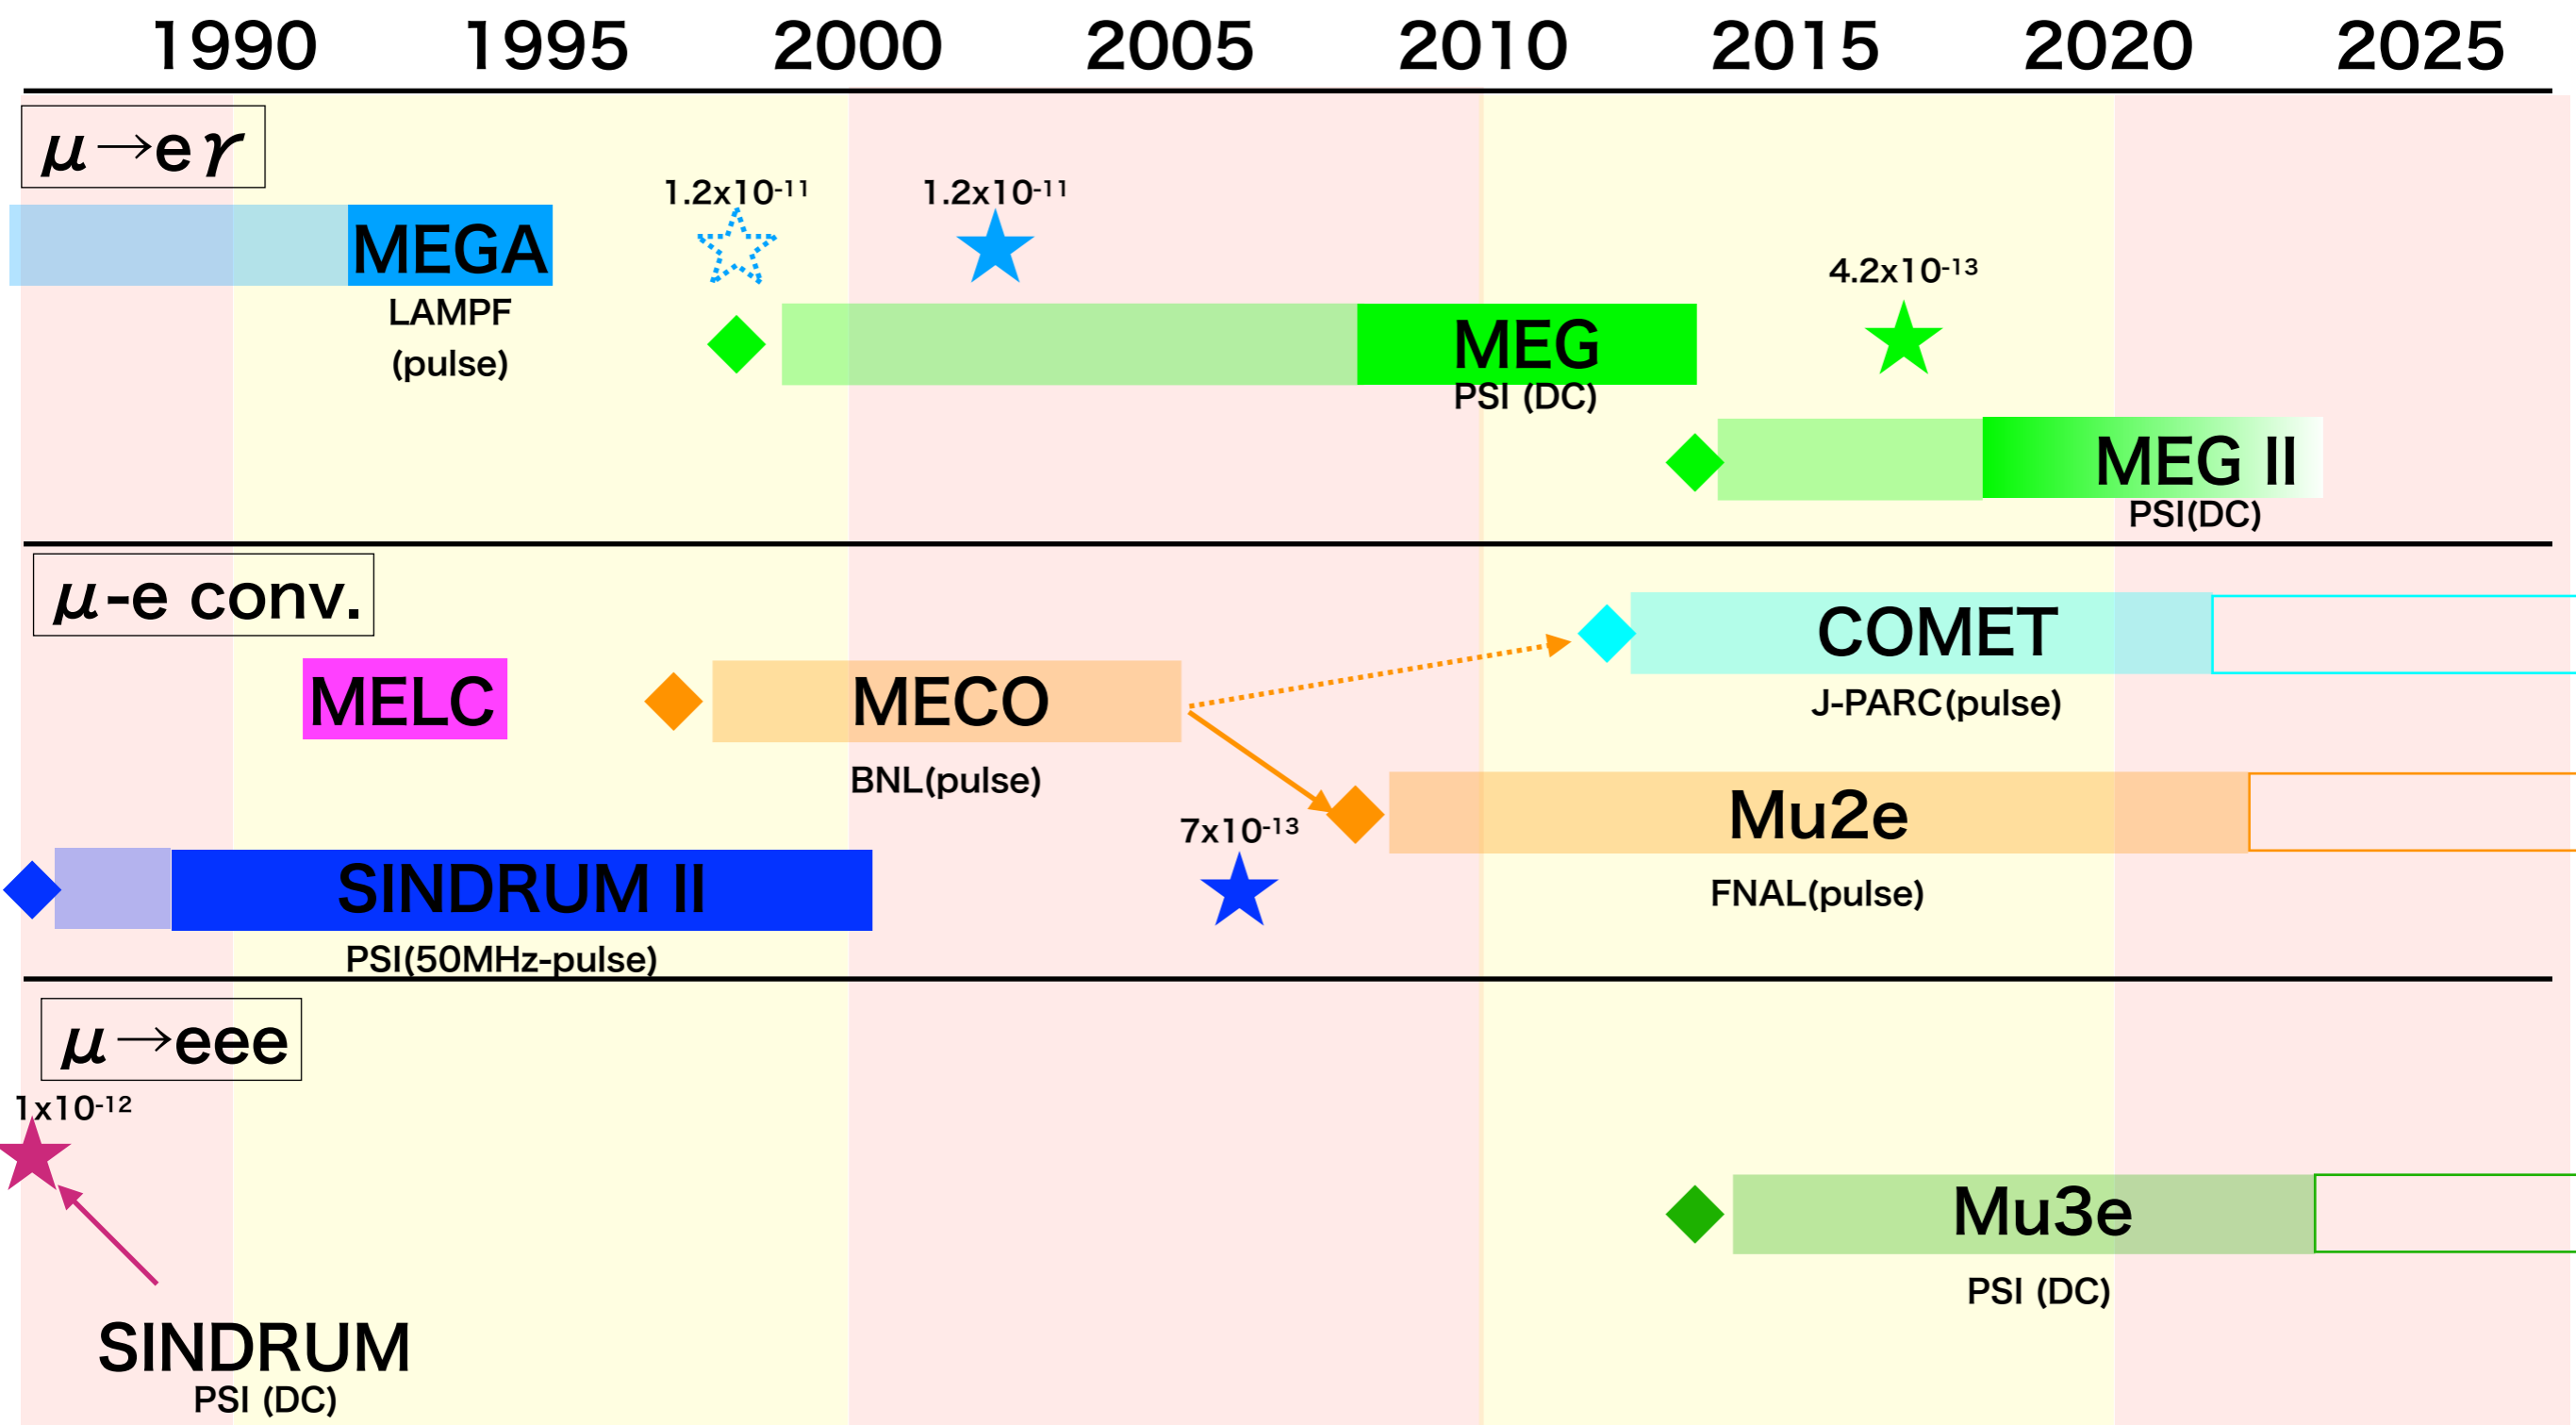 1990 1995 2000 2005 2010 2015 2020 2025
μ→eγ
1.2x10⁻¹¹ 1.2x10⁻¹¹
MEGA
4.2x10⁻¹³
LAMPF
(pulse)
MEG
PSI (DC)
MEG II
PSI(DC)
μ-e conv.
COMET
J-PARC(pulse)
MELC
MECO
BNL(pulse)
Mu2e
FNAL(pulse)
7x10⁻¹³
SINDRUM II
PSI(50MHz-pulse)
μ→eee
1x10⁻¹²
Mu3e
PSI (DC)
SINDRUM
PSI (DC)